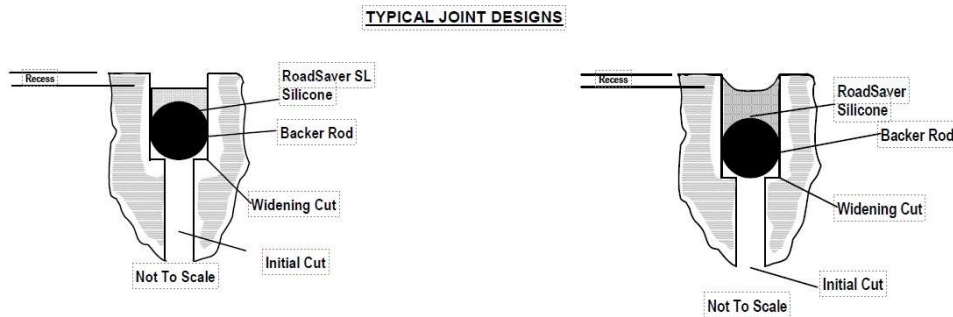 TYPICAL JOINT DESIGNS
Recess
RoadSaver SL
Silicone
Backer Rod
Widening Cut
Initial Cut
Not To Scale
Recess
RoadSaver
Silicone
Backer Rod
Widening Cut
Initial Cut
Not To Scale